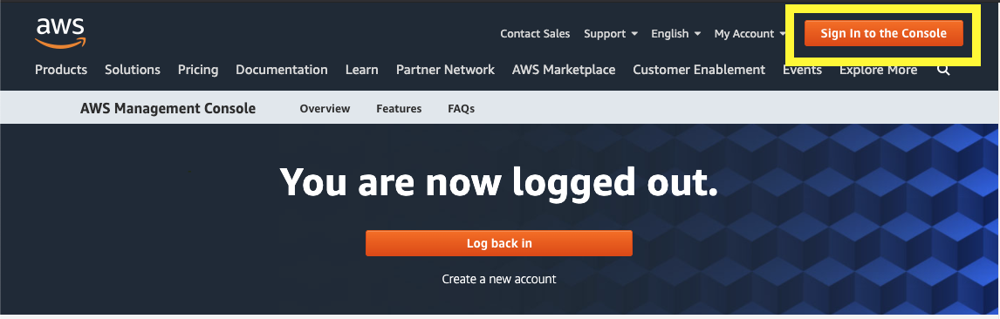 aws
Contact Sales Support English My Account Sign In to the Console
Products Solutions Pricing Documentation Learn Partner Network AWS Marketplace Customer Enablement Events Explore More
AWS Management Console Overview Features FAQs
You are now logged out.
Log back in
Create a new account